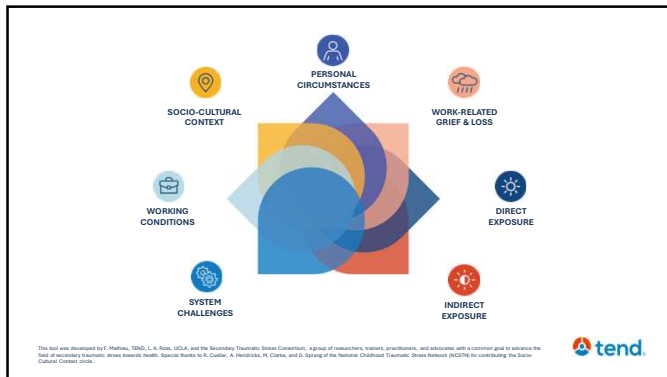 PERSONAL
CIRCUMSTANCES
SOCIO-CULTURAL
CONTEXT
WORK-RELATED
GRIEF & LOSS
WORKING
CONDITIONS
DIRECT
EXPOSURE
SYSTEM
CHALLENGES
INDIRECT
EXPOSURE
This tool was developed by F. Mathieu, TEND, L. A. Ross, UCLA, and the Secondary Traumatic Stress Consortium, a group of researchers, trainers, practitioners, and advocates with a common goal to advance the
field of secondary traumatic stress towards health. Special thanks to R. Cuellar, A. Hendricks, M. Clarke, and G. Sprang of the National Childhood Traumatic Stress Network (NCSTN) for contributing the Socio-
Cultural Context circle.
tend.